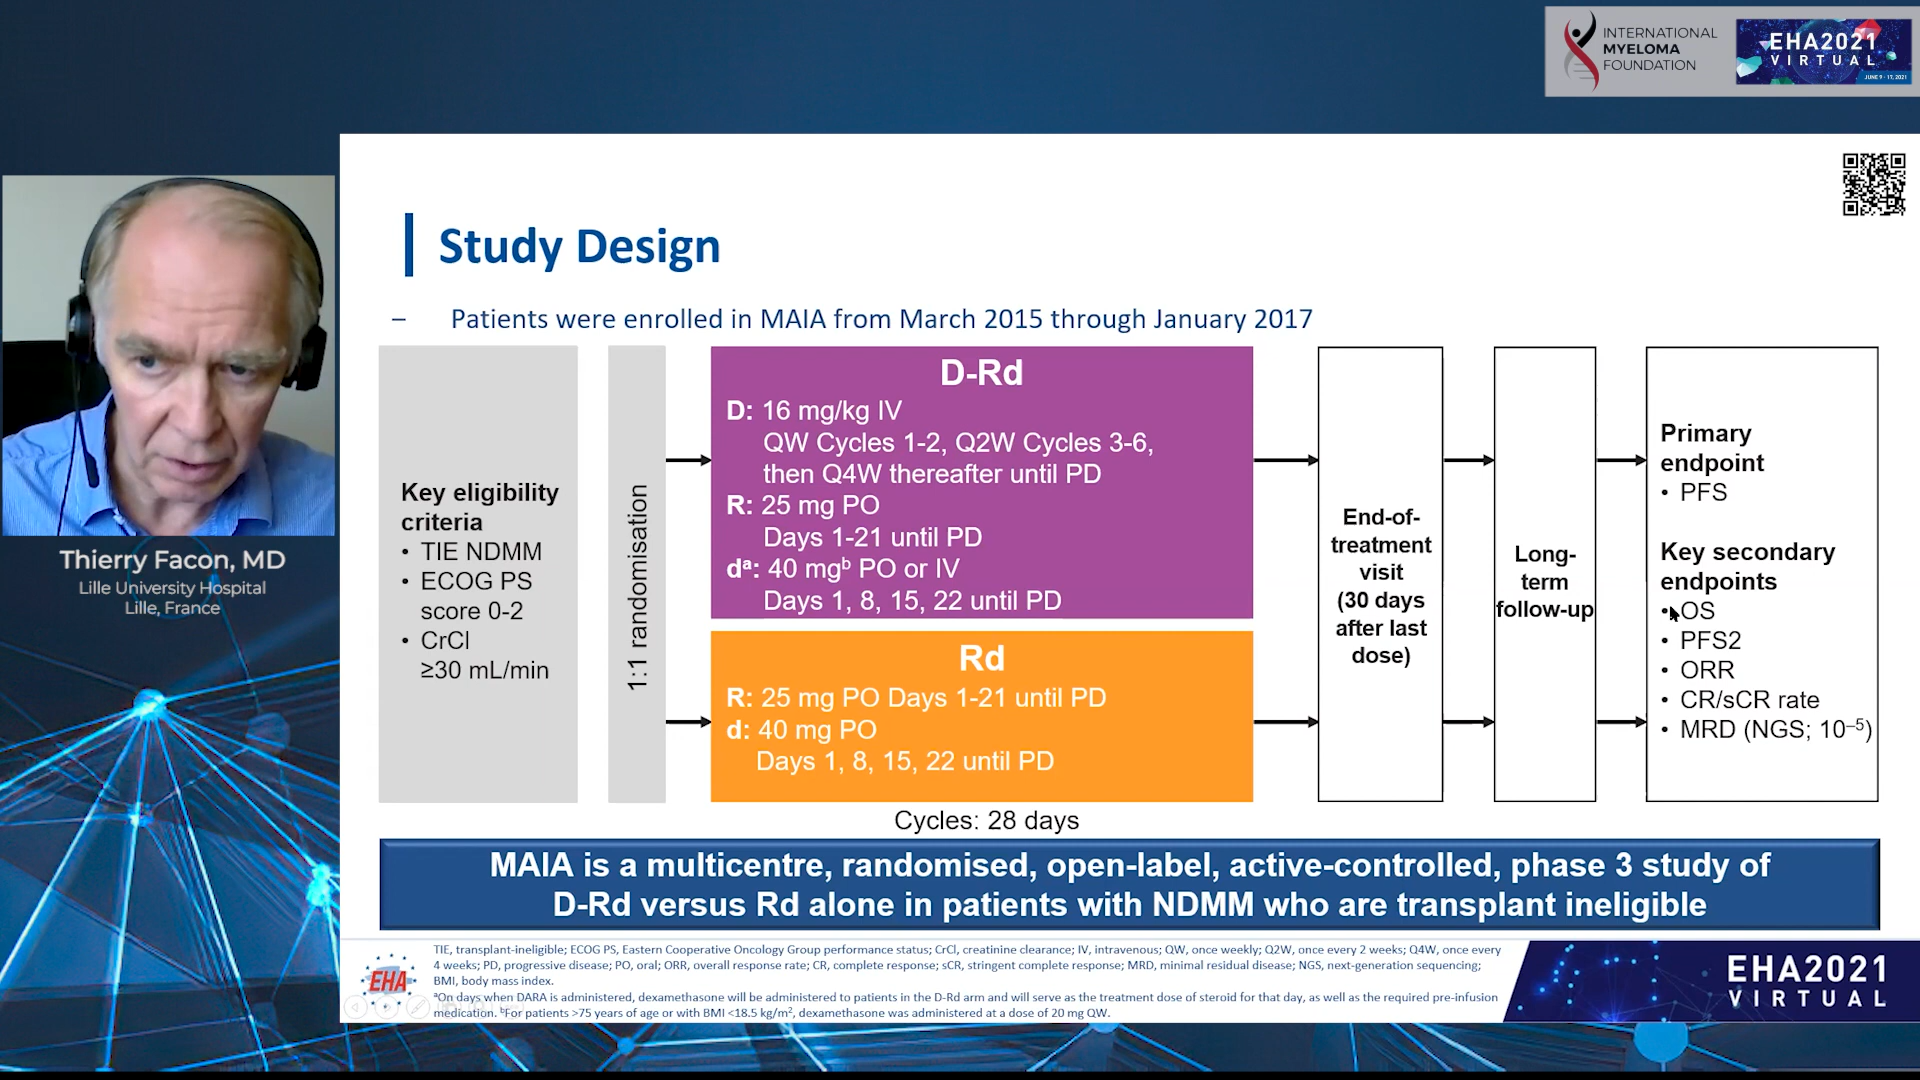 INTERNATIONAL
MYELOMA
FOUNDATION
EHA2021
VIRTUAL
JUNE 9 - 17, 2021
Thierry Facon, MD
Lille University Hospital
Lille, France
Study Design
– Patients were enrolled in MAIA from March 2015 through January 2017
Key eligibility
criteria
• TIE NDMM
• ECOG PS
score 0-2
• CrCl
≥30 mL/min
1:1 randomisation
D-Rd
D: 16 mg/kg IV
QW Cycles 1-2, Q2W Cycles 3-6,
then Q4W thereafter until PD
R: 25 mg PO
Days 1-21 until PD
dᵃ: 40 mgᵇ PO or IV
Days 1, 8, 15, 22 until PD
Rd
R: 25 mg PO Days 1-21 until PD
d: 40 mg PO
Days 1, 8, 15, 22 until PD
Cycles: 28 days
End-of-
treatment
visit
(30 days
after last
dose)
Long-
term
follow-up
Primary
endpoint
• PFS
Key secondary
endpoints
• OS
• PFS2
• ORR
• CR/sCR rate
• MRD (NGS; 10⁻⁵)
MAIA is a multicentre, randomised, open-label, active-controlled, phase 3 study of
D-Rd versus Rd alone in patients with NDMM who are transplant ineligible
TIE, transplant-ineligible; ECOG PS, Eastern Cooperative Oncology Group performance status; CrCl, creatinine clearance; IV, intravenous; QW, once weekly; Q2W, once every 2 weeks; Q4W, once every
4 weeks; PD, progressive disease; PO, oral; ORR, overall response rate; CR, complete response; sCR, stringent complete response; MRD, minimal residual disease; NGS, next-generation sequencing;
BMI, body mass index.
ᵃOn days when DARA is administered, dexamethasone will be administered to patients in the D-Rd arm and will serve as the treatment dose of steroid for that day, as well as the required pre-infusion
medication. ᵇFor patients >75 years of age or with BMI <18.5 kg/m², dexamethasone was administered at a dose of 20 mg QW.
EHA
EHA2021
VIRTUAL